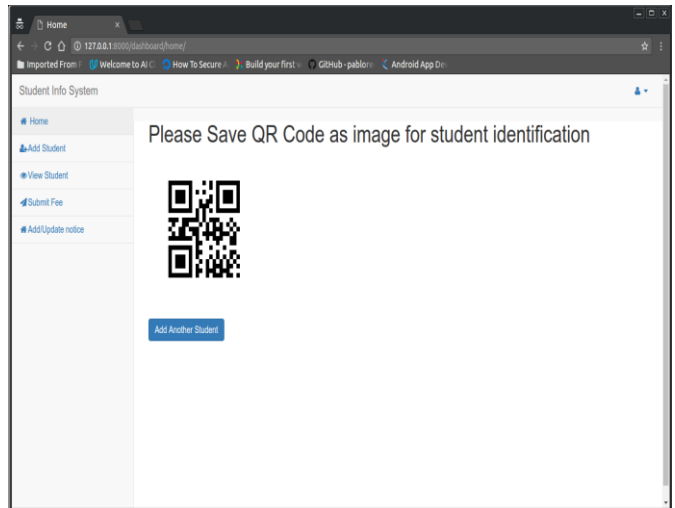 Home
127.0.0.1:8000/dashboard/home/
Imported From F Welcome to AI C How To Secure A Build your first GitHub - pablore Android App De
Student Info System
Home
Add Student
View Student
Submit Fee
Add/Update notice
Please Save QR Code as image for student identification
Add Another Student